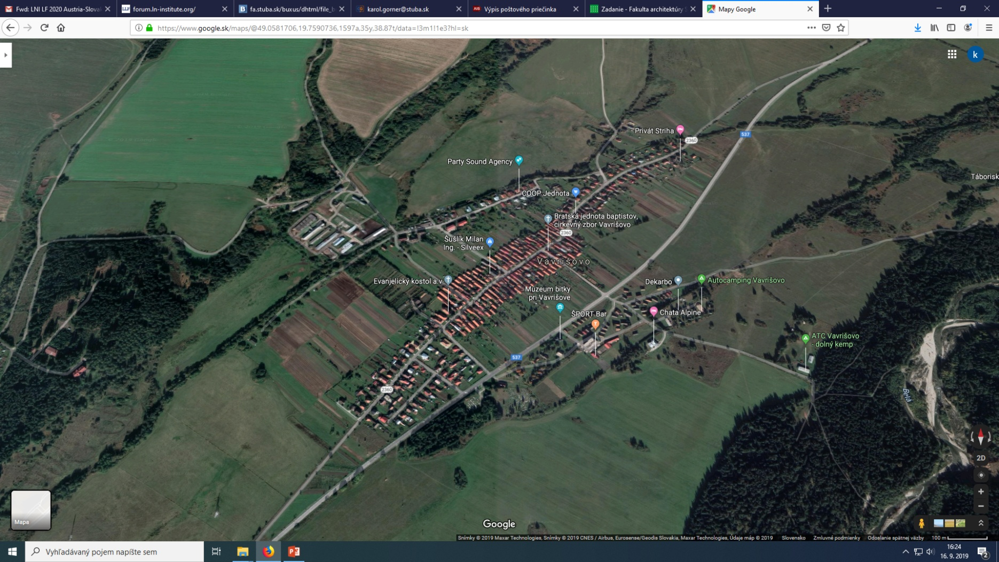 Fwd: LNI LF 2020 Austria-Slova
forum.ln-institute.org/
fa.stuba.sk/buxus/dhtml/file_b
karol.gorner@stuba.sk
Výpis poštového priečinka
Zadanie - Fakulta architektúry S
Mapy Google
https://www.google.sk/maps/@49.0581706,19.7590736,1597a,35y,38.87t/data=!3m1!1e3?hl=sk
k
Privát Striha
2360
537
Party Sound Agency
Táborisk
COOP Jednota
Bratská jednota baptistov,
cirkevný zbor Vavrišovo
2360
Šušlík Milan
Ing. - Silveex
Vavrišovo
Evanjelický kostol a.v
Dekarbo
Autocamping Vavrišovo
Múzeum bitky
pri Vavrišove
ŠPORT Bar
Chata Alpine
ATC Vavrišovo
- dolný kemp
537
2360
Belá
2D
Mapa
Google
Snímky © 2019 Maxar Technologies, Snímky © 2019 CNES / Airbus, Eurosense/Geodis Slovakia, Maxar Technologies, Údaje máp © 2019
Slovensko
Zmluvné podmienky
Odoslanie spätnej väzby
100 m
Vyhľadávaný pojem napíšte sem
16:24
16. 9. 2019
2